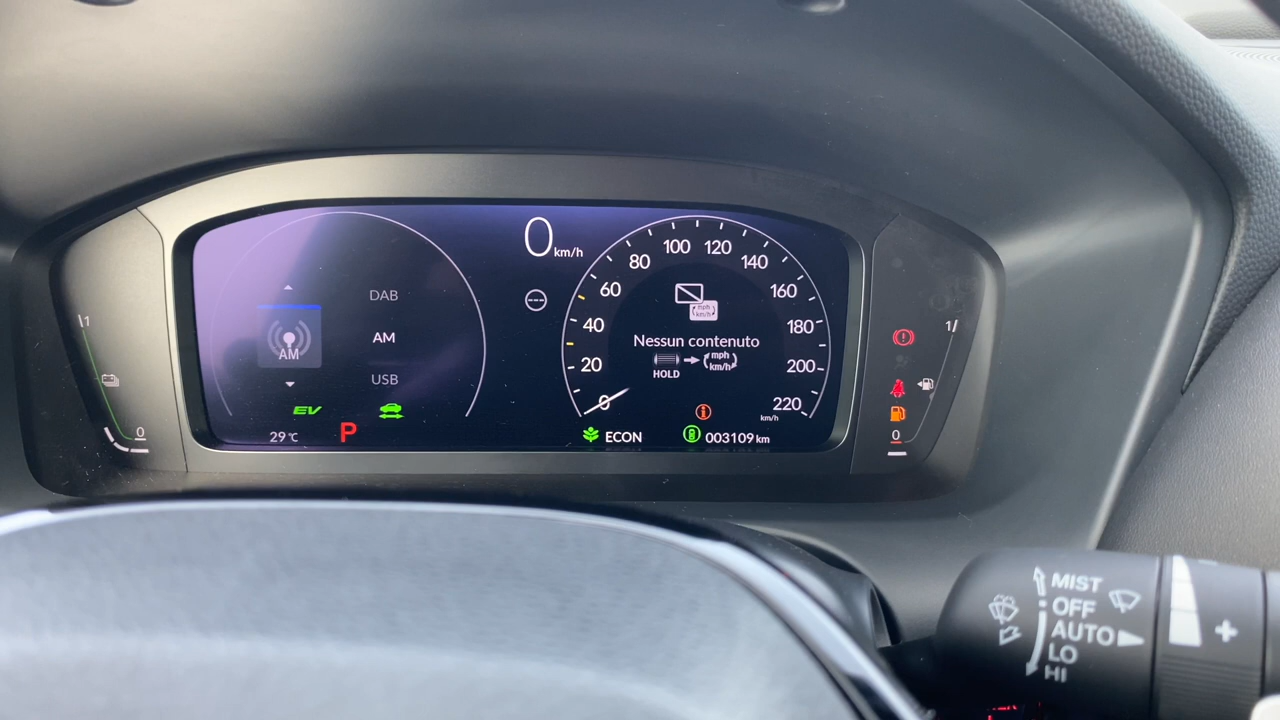 0 km/h
DAB
AM
AM
USB
EV
29°C
P
1
0
0
20
40
60
80
100
120
140
160
180
200
220
km/h
mph
km/h
Nessun contenuto
HOLD
mph
km/h
ECON
003109 km
1/
0
MIST
OFF
AUTO
LO
HI
+